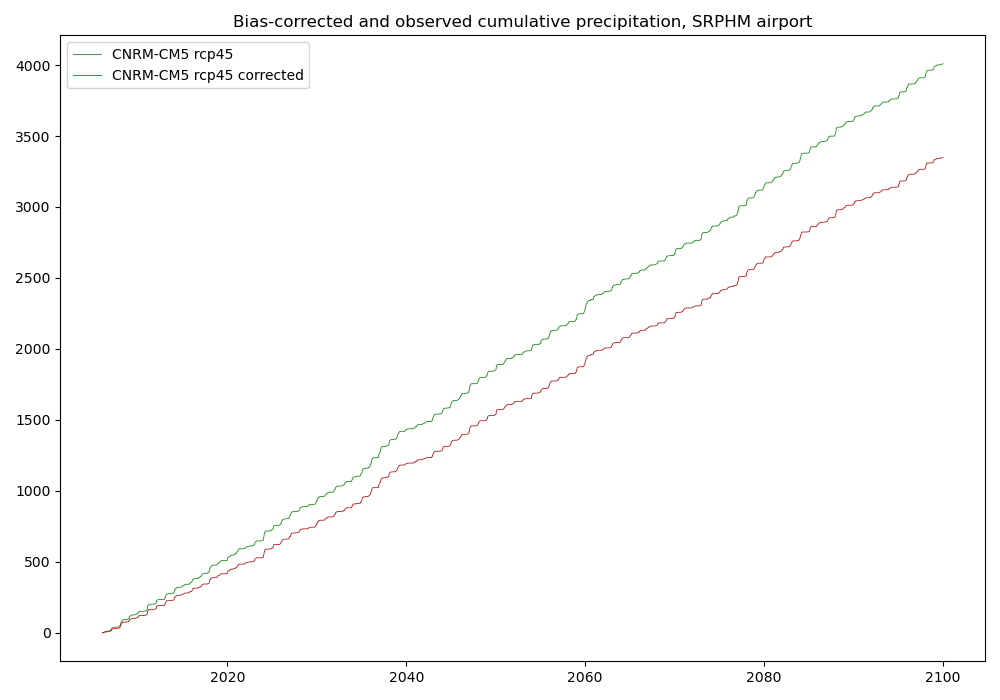 Bias-corrected and observed cumulative precipitation, SRPHM airport
CNRM-CM5 rcp45
CNRM-CM5 rcp45 corrected
4000
3500
3000
2500
2000
1500
1000
500
0
2020 2040 2060 2080 2100